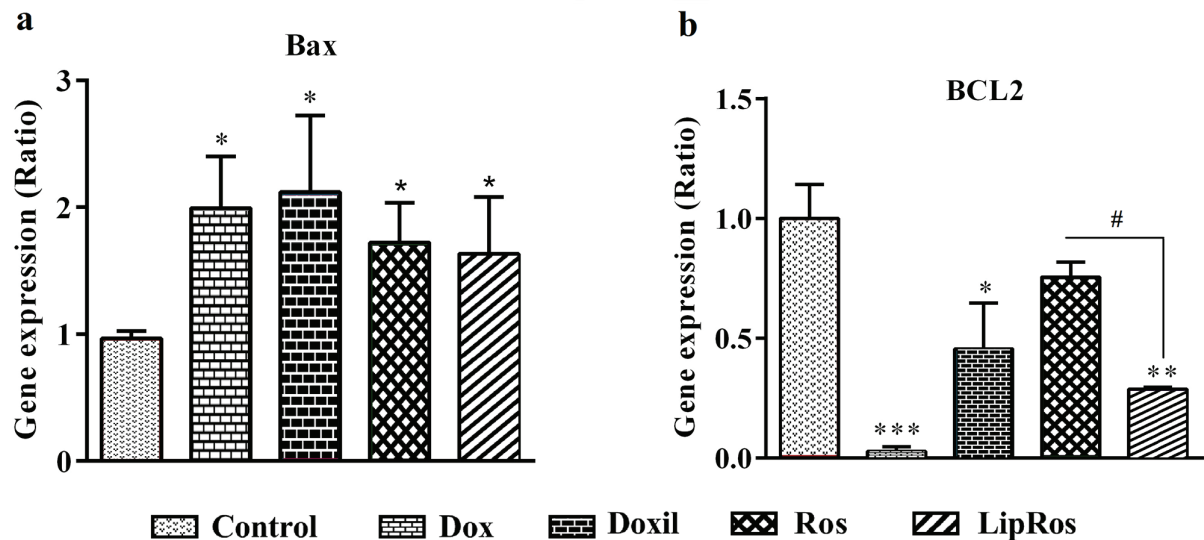 a
Bax
Gene expression (Ratio)
3
2
1
0
*
*
*
*
b
BCL2
Gene expression (Ratio)
1.5
1.0
0.5
0.0
***
*
#
**
Control Dox Doxil Ros LipRos